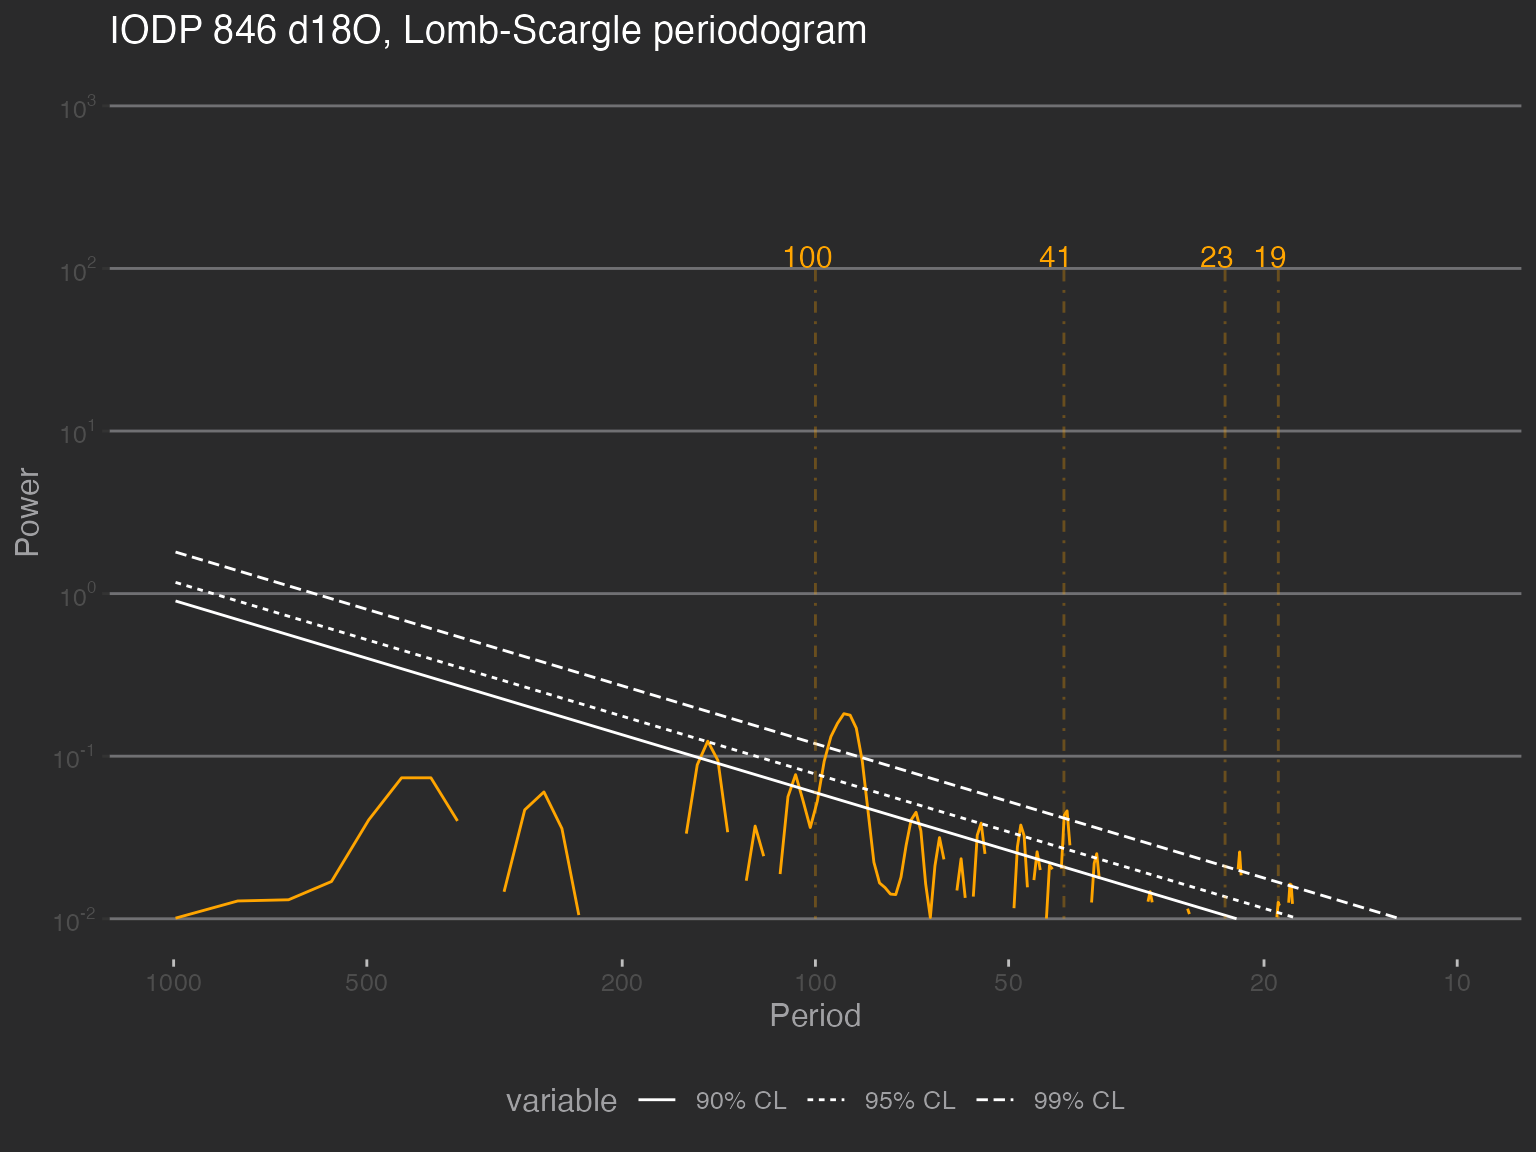 IODP 846 d18O, Lomb-Scargle periodogram
10³
10²
10¹
10⁰
10⁻¹
10⁻²
Power
100 41 23 19
1000 500 200 100 50 20 10
Period
variable 90% CL 95% CL 99% CL